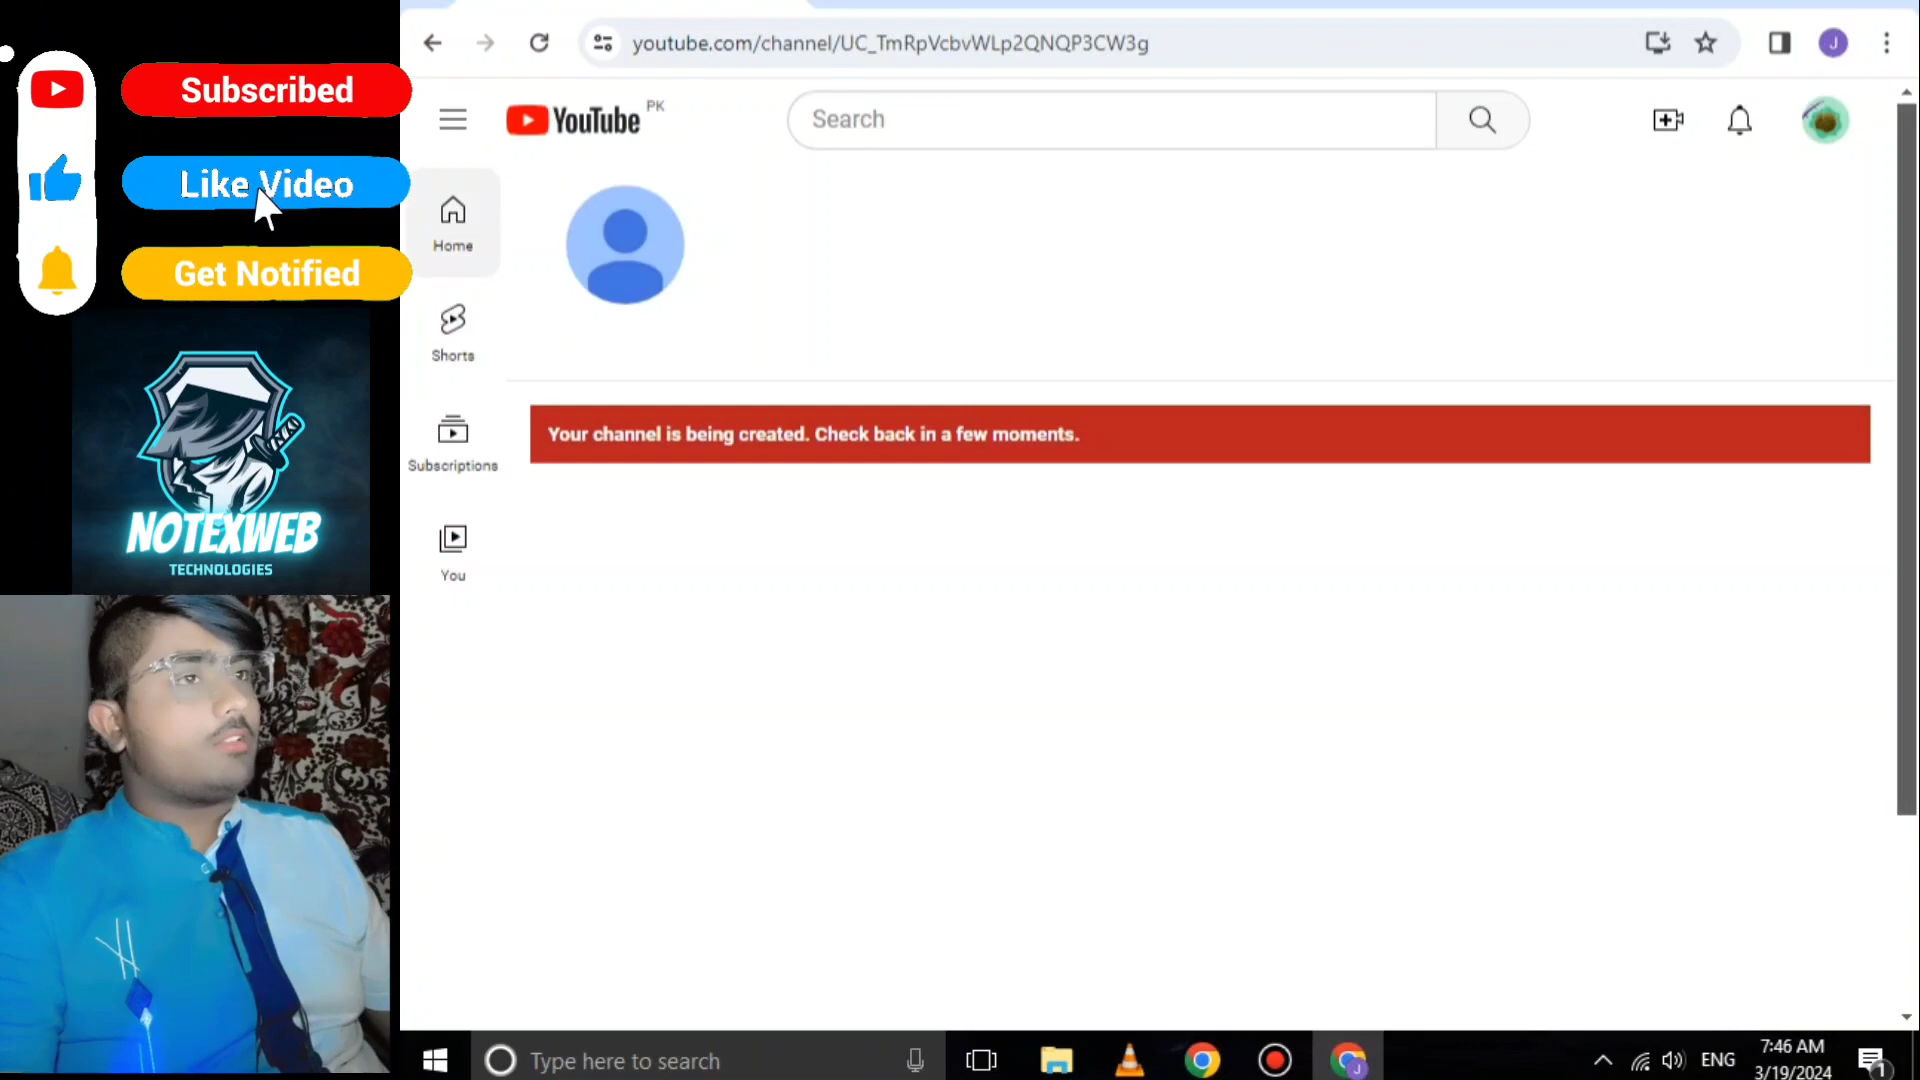 youtube.com/channel/UC_TmRpVcbvWLp2QNQP3CW3g
J
Subscribed
Like Video
Get Notified
YouTube PK
Search
Home
Shorts
Subscriptions
You
Your channel is being created. Check back in a few moments.
NOTEXWEB
TECHNOLOGIES
Type here to search
J
ENG
7:46 AM
3/19/2024
1